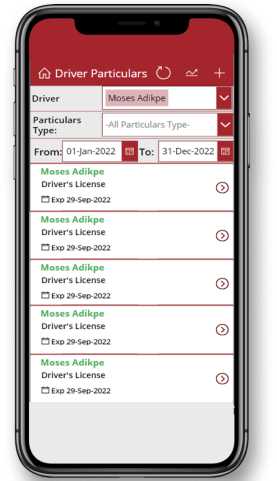 Driver Particulars
Driver Moses Adikpe
Particulars Type: -All Particulars Type-
From: 01-Jan-2022 To: 31-Dec-2022
Moses Adikpe
Driver's License
Exp 29-Sep-2022
Moses Adikpe
Driver's License
Exp 29-Sep-2022
Moses Adikpe
Driver's License
Exp 29-Sep-2022
Moses Adikpe
Driver's License
Exp 29-Sep-2022
Moses Adikpe
Driver's License
Exp 29-Sep-2022